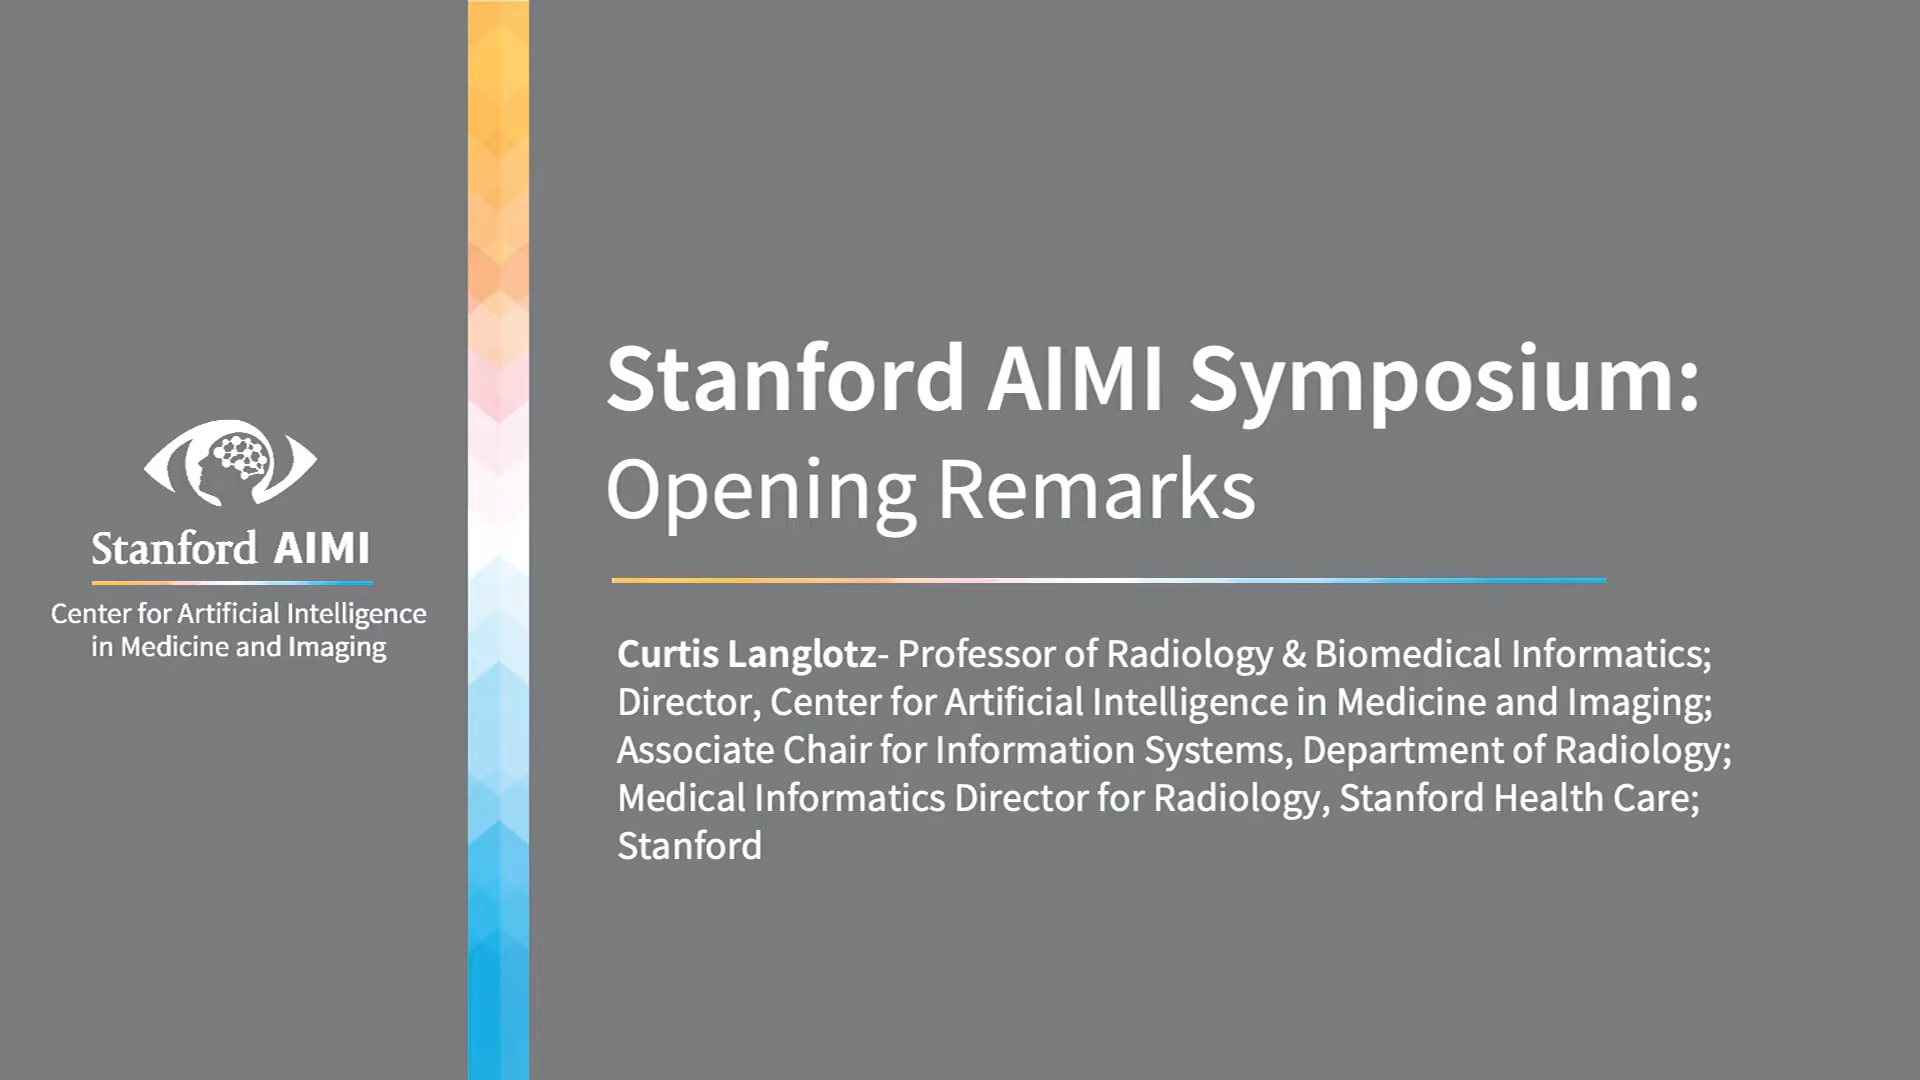 Stanford AIMI
Center for Artificial Intelligence
in Medicine and Imaging
Stanford AIMI Symposium:
Opening Remarks
Curtis Langlotz- Professor of Radiology & Biomedical Informatics;
Director, Center for Artificial Intelligence in Medicine and Imaging;
Associate Chair for Information Systems, Department of Radiology;
Medical Informatics Director for Radiology, Stanford Health Care;
Stanford